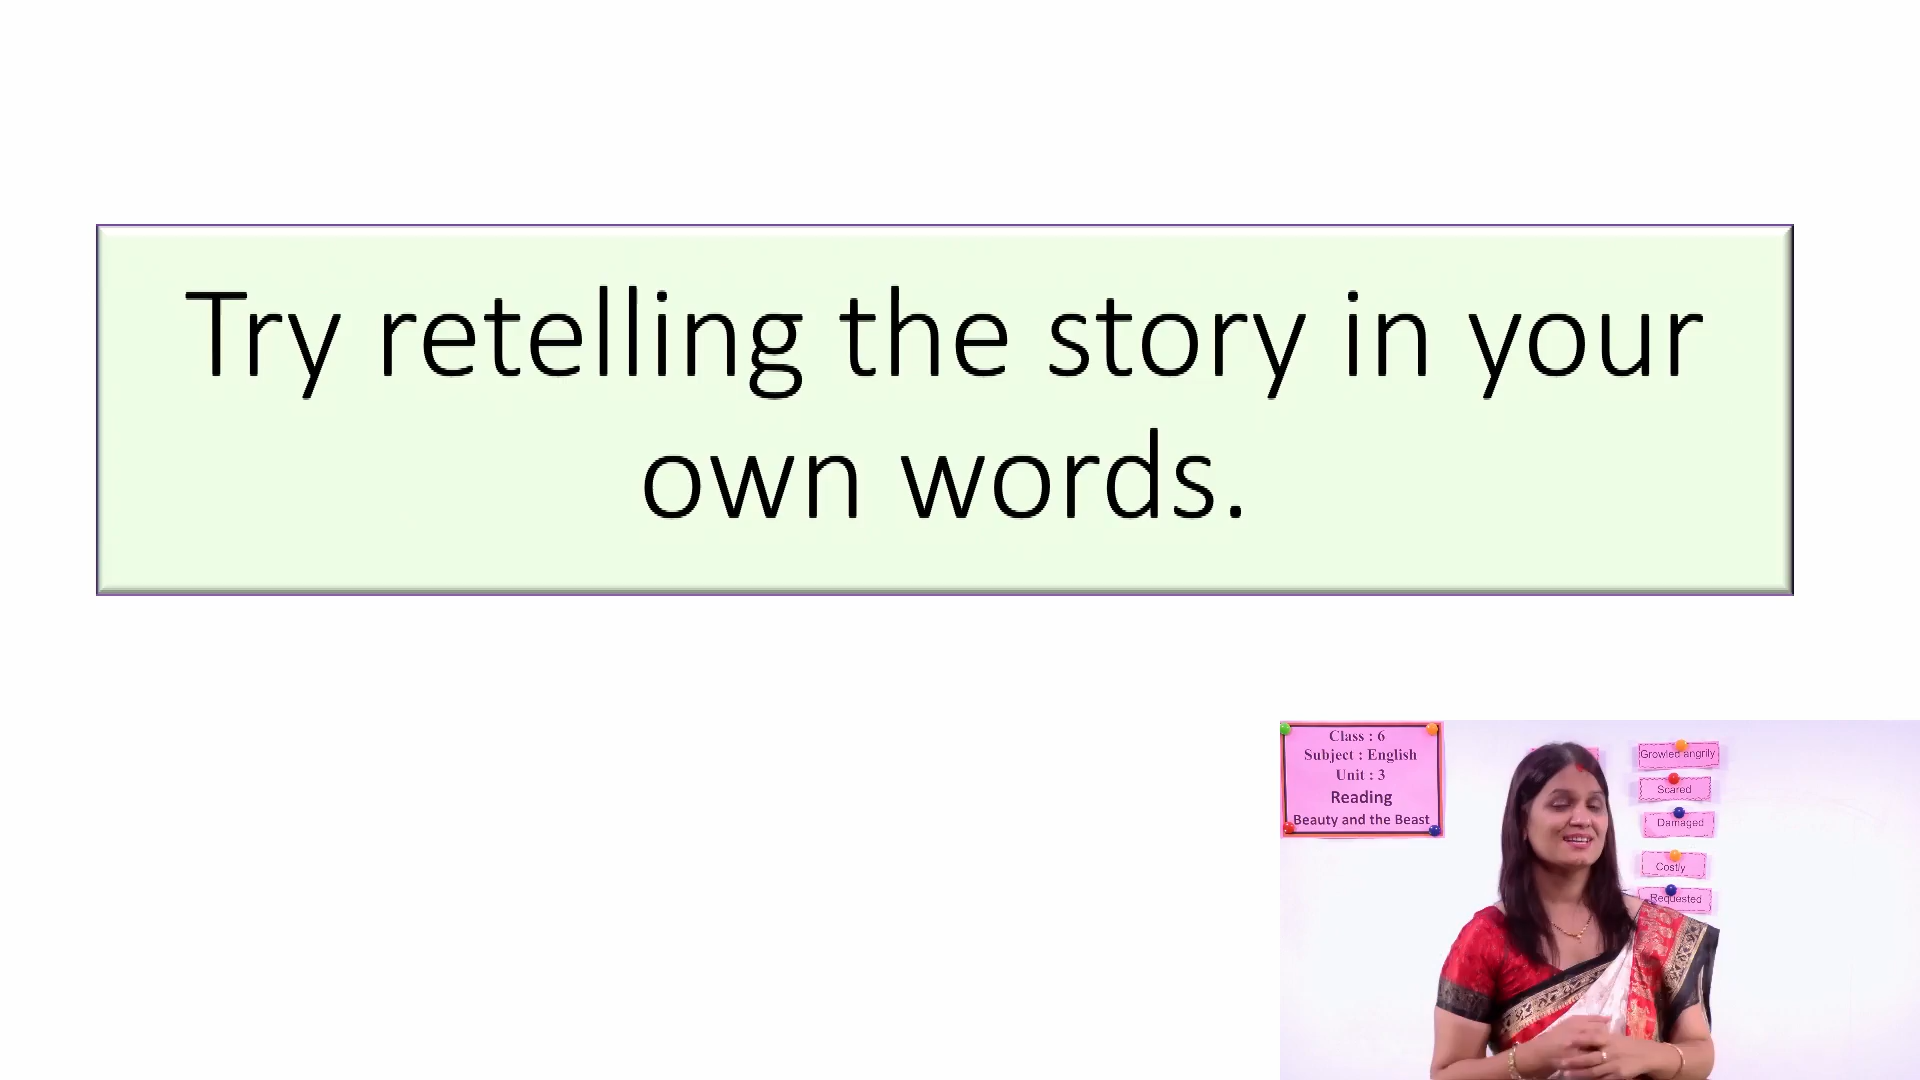 Try retelling the story in your
own words.
Class : 6
Subject : English
Unit : 3
Reading
Beauty and the Beast
Growled angrily
Scared
Damaged
Costly
Requested